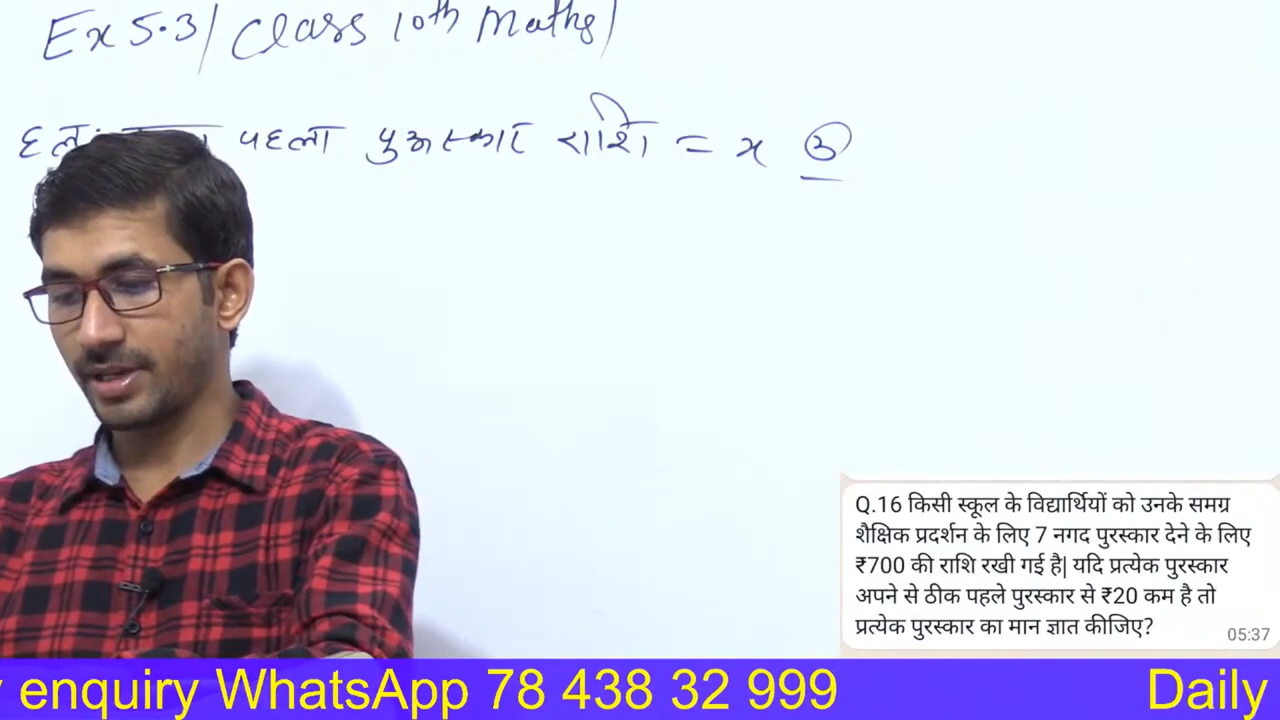 Ex 5.3 / Class 10th Maths /
हल: पहला पुरस्कार राशि = x रु
Q.16 किसी स्कूल के विद्यार्थियों को उनके समग्र
शैक्षिक प्रदर्शन के लिए 7 नगद पुरस्कार देने के लिए
₹700 की राशि रखी गई है| यदि प्रत्येक पुरस्कार
अपने से ठीक पहले पुरस्कार से ₹20 कम है तो
प्रत्येक पुरस्कार का मान ज्ञात कीजिए?
05:37
enquiry WhatsApp 78 438 32 999 Daily